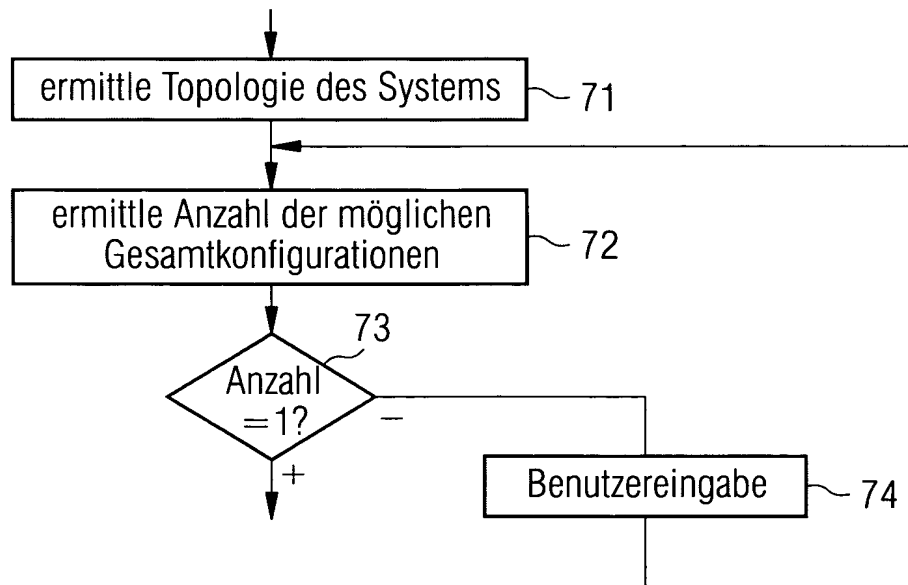 ermittle Topologie des Systems
71
ermittle Anzahl der möglichen
Gesamtkonfigurationen
72
73
Anzahl
=1?
−
+
Benutzereingabe
74